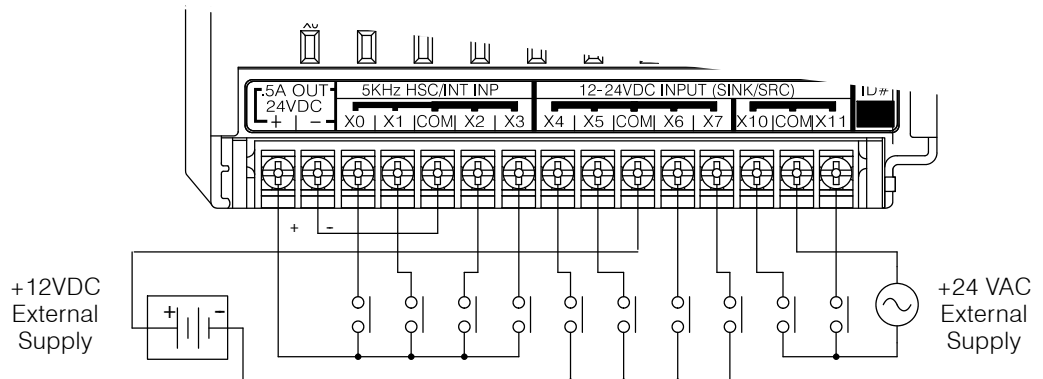 X0
.5A OUT
24VDC
+ | -
5KHz HSC/INT INP
X0 | X1 |COM| X2 | X3
12-24VDC INPUT (SINK/SRC)
X4 | X5 |COM| X6 | X7
X10 |COM| X11
ID#
+ -
+12VDC
External
Supply
+ -
+24 VAC
External
Supply